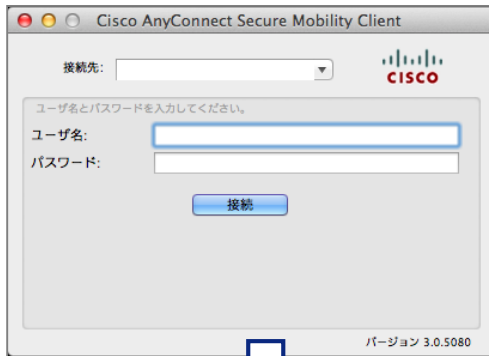 Cisco AnyConnect Secure Mobility Client
接続先:
CISCO
ユーザ名とパスワードを入力してください。
ユーザ名:
パスワード:
接続
バージョン 3.0.5080